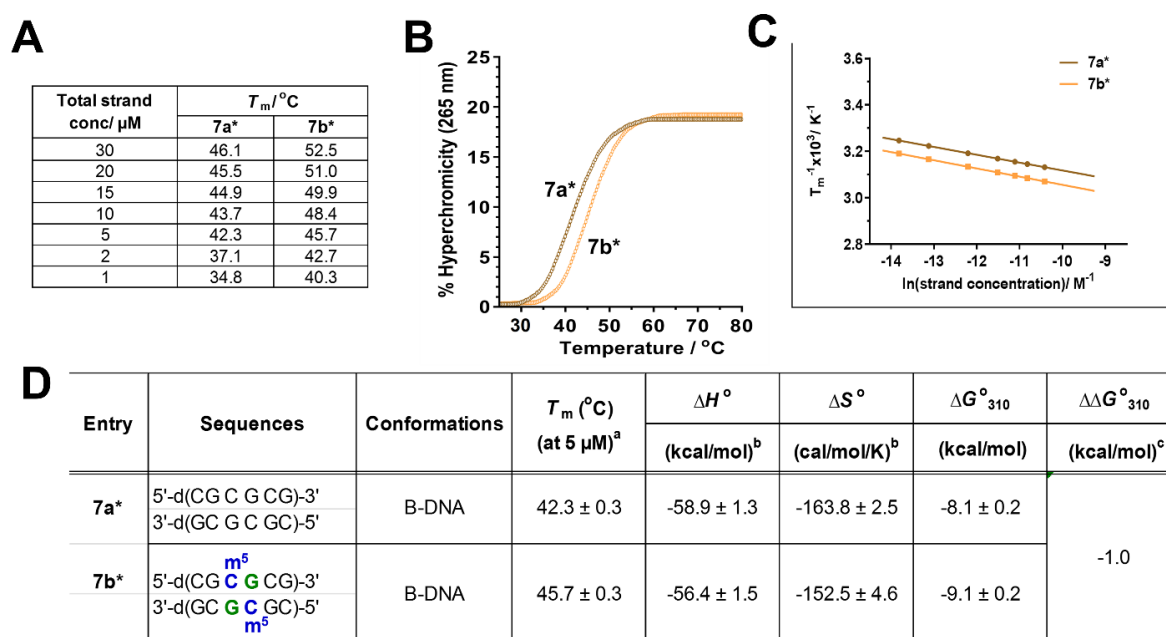 A
Total strand conc/ µM | Tm/ °C
7a* | 7b*
30 | 46.1 | 52.5
20 | 45.5 | 51.0
15 | 44.9 | 49.9
10 | 43.7 | 48.4
5 | 42.3 | 45.7
2 | 37.1 | 42.7
1 | 34.8 | 40.3
B
% Hyperchromicity (265 nm)
25
20
15
10
5
0
7a*
7b*
30 40 50 60 70 80
Temperature / °C
C
7a*
7b*
Tm⁻¹x10³/ K⁻¹
3.6
3.4
3.2
3.0
2.8
-14 -13 -12 -11 -10 -9
ln(strand concentration)/ M⁻¹
D
Entry | Sequences | Conformations | Tm (°C) (at 5 µM)ᵃ | ΔH° (kcal/mol)ᵇ | ΔS° (cal/mol/K)ᵇ | ΔG°310 (kcal/mol) | ΔΔG°310 (kcal/mol)ᶜ
7a* | 5'-d(CG C G CG)-3' | B-DNA | 42.3 ± 0.3 | -58.9 ± 1.3 | -163.8 ± 2.5 | -8.1 ± 0.2 | -1.0
3'-d(GC G C GC)-5'
m⁵
7b* | 5'-d(CG C G CG)-3' | B-DNA | 45.7 ± 0.3 | -56.4 ± 1.5 | -152.5 ± 4.6 | -9.1 ± 0.2
3'-d(GC G C GC)-5'
m⁵